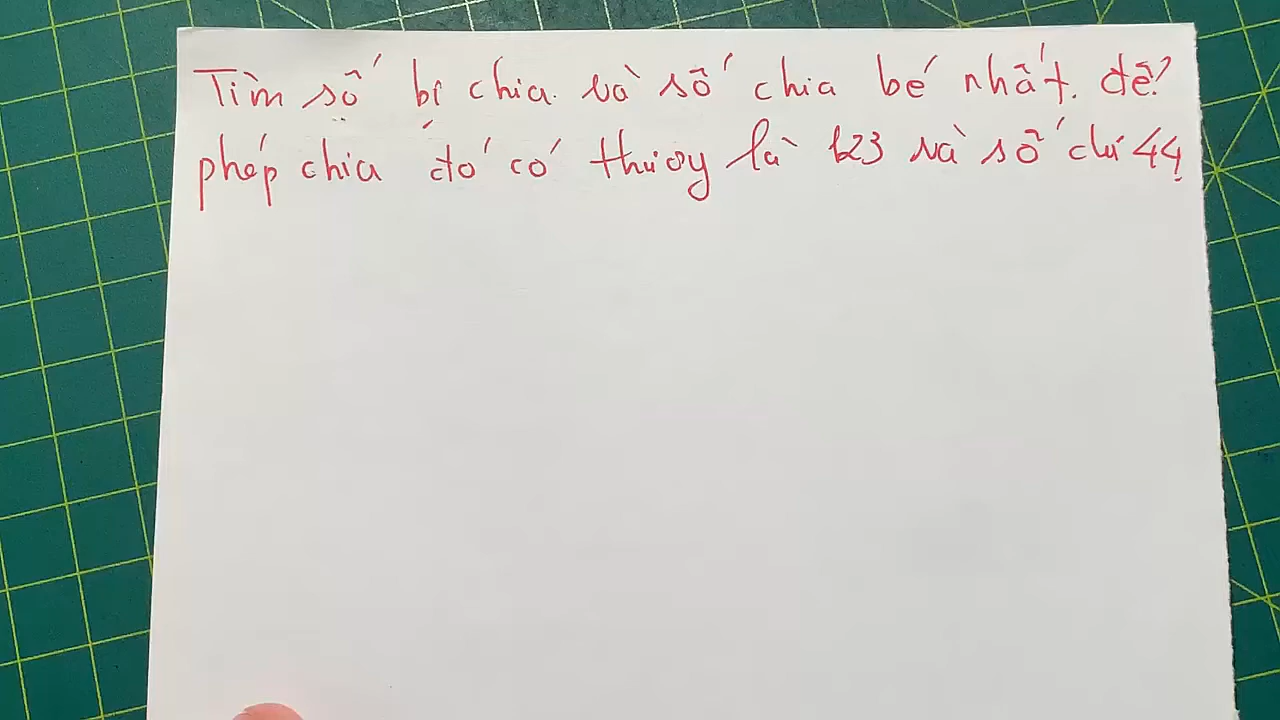 Tìm số bị chia và số chia bé nhất để
phép chia đó có thương là 123 và số dư 44